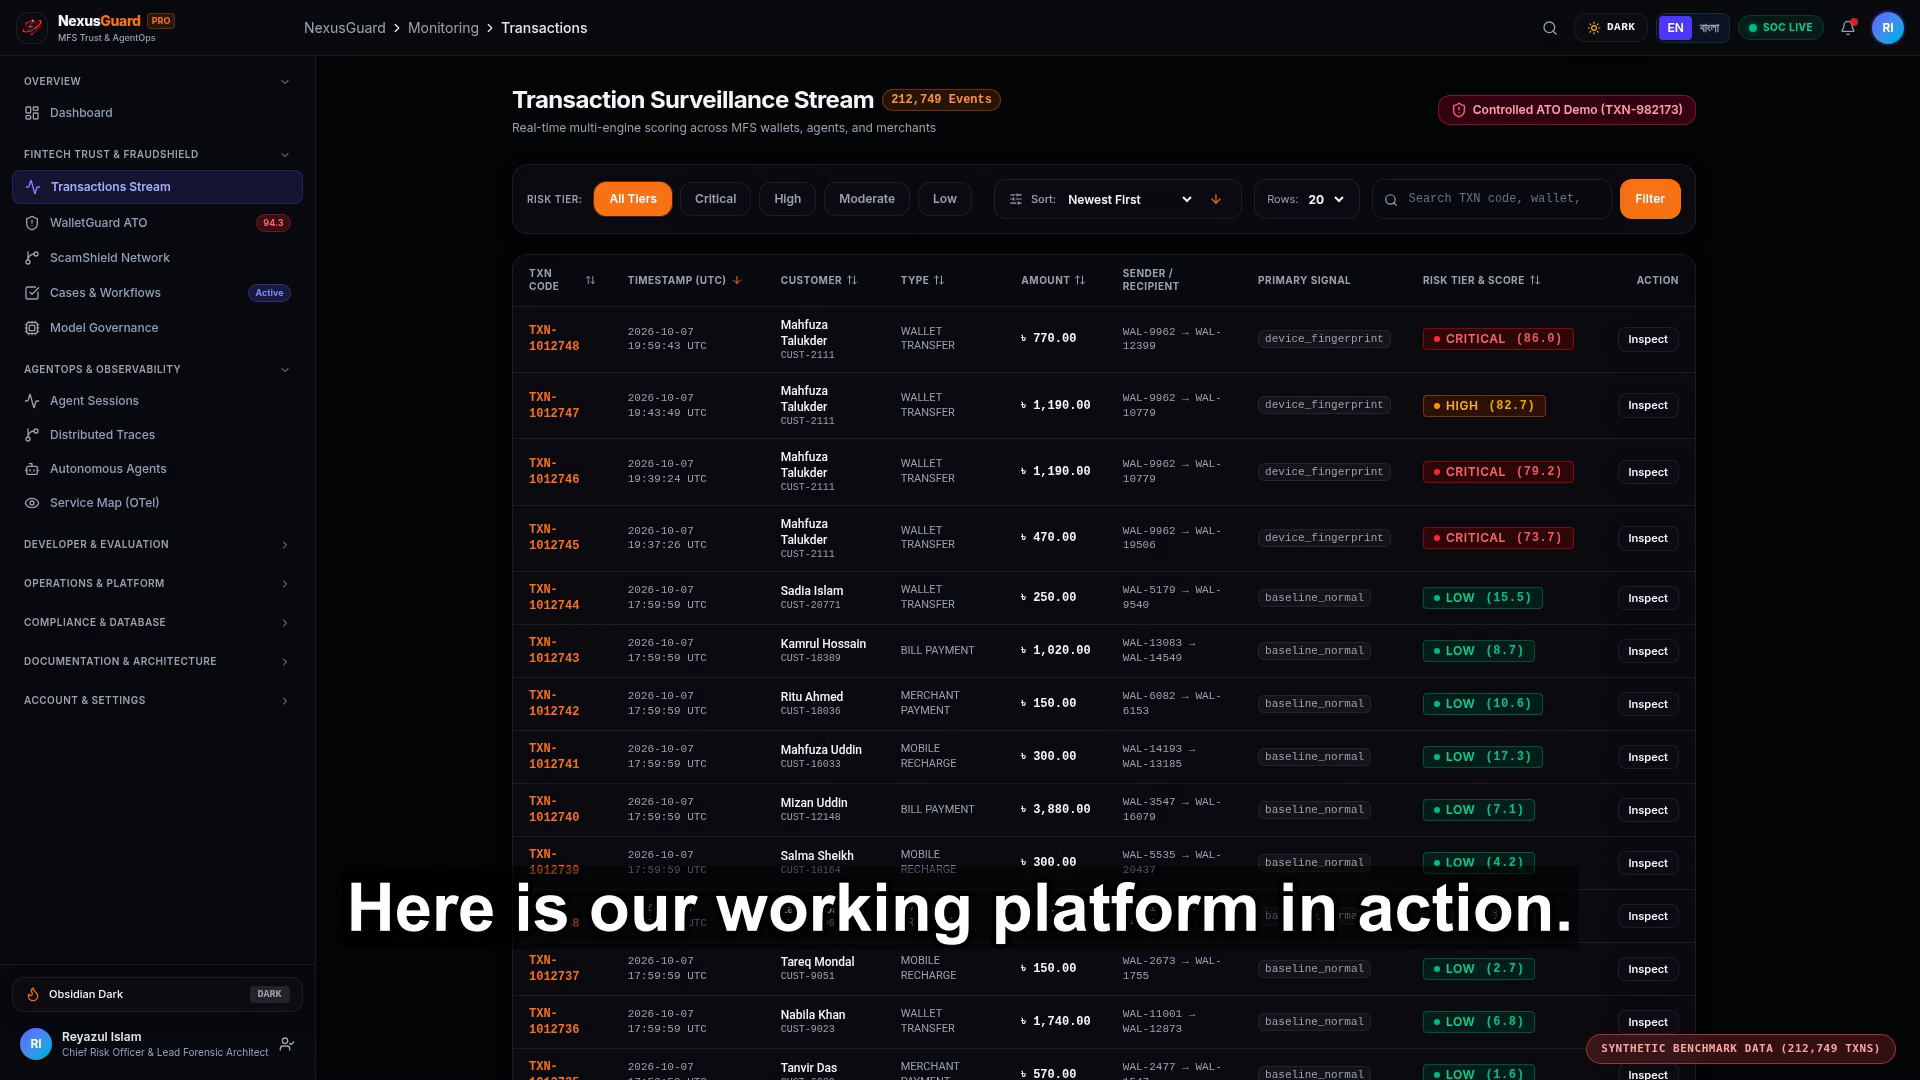 NexusGuard PRO
MFS Trust & AgentOps
NexusGuard > Monitoring > Transactions
DARK
EN বাংলা
SOC LIVE
RI
OVERVIEW
Dashboard
FINTECH TRUST & FRAUDSHIELD
Transactions Stream
WalletGuard ATO 94.3
ScamShield Network
Cases & Workflows Active
Model Governance
AGENTOPS & OBSERVABILITY
Agent Sessions
Distributed Traces
Autonomous Agents
Service Map (OTel)
DEVELOPER & EVALUATION
OPERATIONS & PLATFORM
COMPLIANCE & DATABASE
DOCUMENTATION & ARCHITECTURE
ACCOUNT & SETTINGS
Obsidian Dark DARK
RI Reyazul Islam
Chief Risk Officer & Lead Forensic Architect
Transaction Surveillance Stream 212,749 Events
Real-time multi-engine scoring across MFS wallets, agents, and merchants
Controlled ATO Demo (TXN-982173)
RISK TIER: All Tiers Critical High Moderate Low Sort: Newest First Rows: 20 Search TXN code, wallet, Filter
TXN CODE TIMESTAMP (UTC) CUSTOMER TYPE AMOUNT SENDER / RECIPIENT PRIMARY SIGNAL RISK TIER & SCORE ACTION
TXN-1012748 2026-10-07 19:59:43 UTC Mahfuza Talukder CUST-2111 WALLET TRANSFER ৳ 770.00 WAL-9962 → WAL-12399 device_fingerprint CRITICAL (86.0) Inspect
TXN-1012747 2026-10-07 19:43:49 UTC Mahfuza Talukder CUST-2111 WALLET TRANSFER ৳ 1,190.00 WAL-9962 → WAL-10779 device_fingerprint HIGH (82.7) Inspect
TXN-1012746 2026-10-07 19:39:24 UTC Mahfuza Talukder CUST-2111 WALLET TRANSFER ৳ 1,190.00 WAL-9962 → WAL-10779 device_fingerprint CRITICAL (79.2) Inspect
TXN-1012745 2026-10-07 19:37:26 UTC Mahfuza Talukder CUST-2111 WALLET TRANSFER ৳ 470.00 WAL-9962 → WAL-19506 device_fingerprint CRITICAL (73.7) Inspect
TXN-1012744 2026-10-07 17:59:59 UTC Sadia Islam CUST-20771 WALLET TRANSFER ৳ 250.00 WAL-5179 → WAL-9540 baseline_normal LOW (15.5) Inspect
TXN-1012743 2026-10-07 17:59:59 UTC Kamrul Hossain CUST-18389 BILL PAYMENT ৳ 1,020.00 WAL-13083 → WAL-14549 baseline_normal LOW (8.7) Inspect
TXN-1012742 2026-10-07 17:59:59 UTC Ritu Ahmed CUST-18036 MERCHANT PAYMENT ৳ 150.00 WAL-6082 → WAL-6153 baseline_normal LOW (10.6) Inspect
TXN-1012741 2026-10-07 17:59:59 UTC Mahfuza Uddin CUST-16033 MOBILE RECHARGE ৳ 300.00 WAL-14193 → WAL-13185 baseline_normal LOW (17.3) Inspect
TXN-1012740 2026-10-07 17:59:59 UTC Mizan Uddin CUST-12148 BILL PAYMENT ৳ 3,880.00 WAL-3547 → WAL-16079 baseline_normal LOW (7.1) Inspect
TXN-1012739 2026-10-07 17:59:59 UTC Salma Sheikh CUST-10164 MOBILE RECHARGE ৳ 300.00 WAL-5535 → WAL-20437 baseline_normal LOW (4.2) Inspect
Here is our working platform in action.
Inspect
TXN-1012737 2026-10-07 17:59:59 UTC Tareq Mondal CUST-9051 MOBILE RECHARGE ৳ 150.00 WAL-2673 → WAL-1755 baseline_normal LOW (2.7) Inspect
TXN-1012736 2026-10-07 17:59:59 UTC Nabila Khan CUST-9023 WALLET TRANSFER ৳ 1,740.00 WAL-11001 → WAL-12873 baseline_normal LOW (6.8) Inspect
TXN- 2026-10-07 Tanvir Das MERCHANT ৳ 570.00 WAL-2477 → WAL- baseline_normal LOW (1.6) Inspect
SYNTHETIC BENCHMARK DATA (212,749 TXNS)